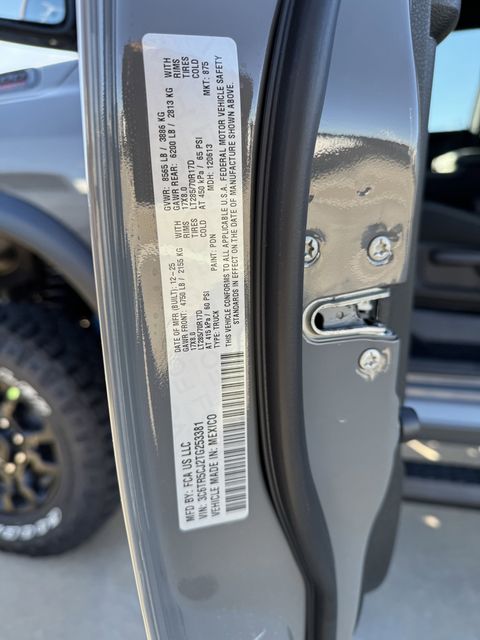 MFD BY: FCA US LLC
DATE OF MFR (BUILT): 12-25
GVWR: 8565 LB / 3886 KG
GAWR FRONT: 4750 LB / 2155 KG WITH
17X8.0 RIMS
LT285/70R17D TIRES
AT 415 kPa / 60 PSI COLD
GAWR REAR: 6200 LB / 2813 KG WITH
17X8.0 RIMS
LT285/70R17D TIRES
AT 450 kPa / 65 PSI COLD
MDH: 120613
MKT: 875
VIN: 3C6TR5CJ2TG253381
TYPE: TRUCK
PAINT: PDN
VEHICLE MADE IN: MEXICO
THIS VEHICLE CONFORMS TO ALL APPLICABLE U.S.A. FEDERAL MOTOR VEHICLE SAFETY
STANDARDS IN EFFECT ON THE DATE OF MANUFACTURE SHOWN ABOVE.